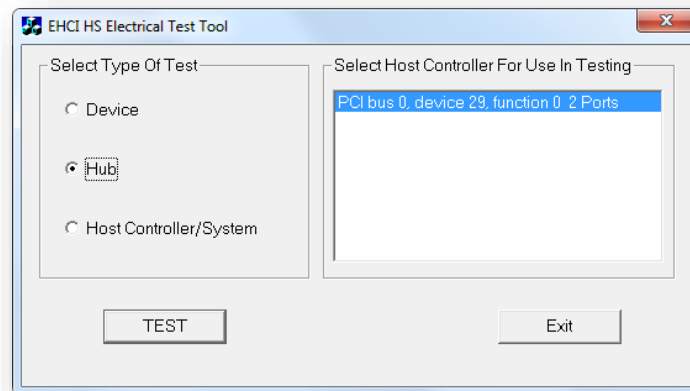 EHCI HS Electrical Test Tool
Select Type Of Test
Device
Hub
Host Controller/System
Select Host Controller For Use In Testing
PCI bus 0, device 29, function 0 2 Ports
TEST
Exit